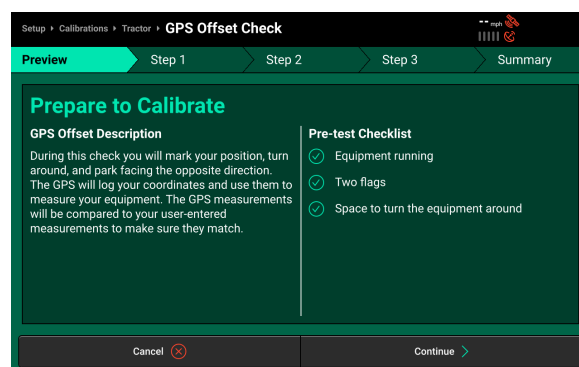 Setup › Calibrations › Tractor › GPS Offset Check
-- mph
Preview
Step 1
Step 2
Step 3
Summary
Prepare to Calibrate
GPS Offset Description
During this check you will mark your position, turn
around, and park facing the opposite direction.
The GPS will log your coordinates and use them to
measure your equipment. The GPS measurements
will be compared to your user-entered
measurements to make sure they match.
Pre-test Checklist
Equipment running
Two flags
Space to turn the equipment around
Cancel
Continue